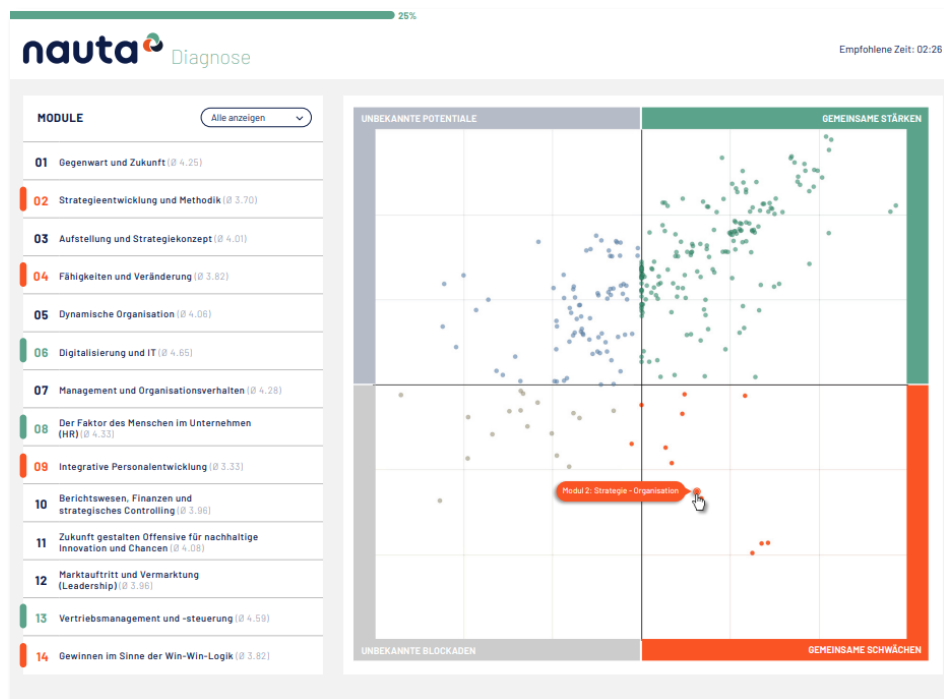 25%
nauta Diagnose
Empfohlene Zeit: 02:26
MODULE
Alle anzeigen
01 Gegenwart und Zukunft (Ø 4.25)
02 Strategieentwicklung und Methodik (Ø 3.70)
03 Aufstellung und Strategiekonzept (Ø 4.01)
04 Fähigkeiten und Veränderung (Ø 3.82)
05 Dynamische Organisation (Ø 4.06)
06 Digitalisierung und IT (Ø 4.65)
07 Management und Organisationsverhalten (Ø 4.28)
08 Der Faktor des Menschen im Unternehmen
(HR) (Ø 4.33)
09 Integrative Personalentwicklung (Ø 3.33)
10 Berichtswesen, Finanzen und
strategisches Controlling (Ø 3.96)
11 Zukunft gestalten Offensive für nachhaltige
Innovation und Chancen (Ø 4.08)
12 Marktauftritt und Vermarktung
(Leadership) (Ø 3.96)
13 Vertriebsmanagement und -steuerung (Ø 4.59)
14 Gewinnen im Sinne der Win-Win-Logik (Ø 3.82)
UNBEKANNTE POTENTIALE
GEMEINSAME STÄRKEN
Modul 2: Strategie - Organisation
UNBEKANNTE BLOCKADEN
GEMEINSAME SCHWÄCHEN